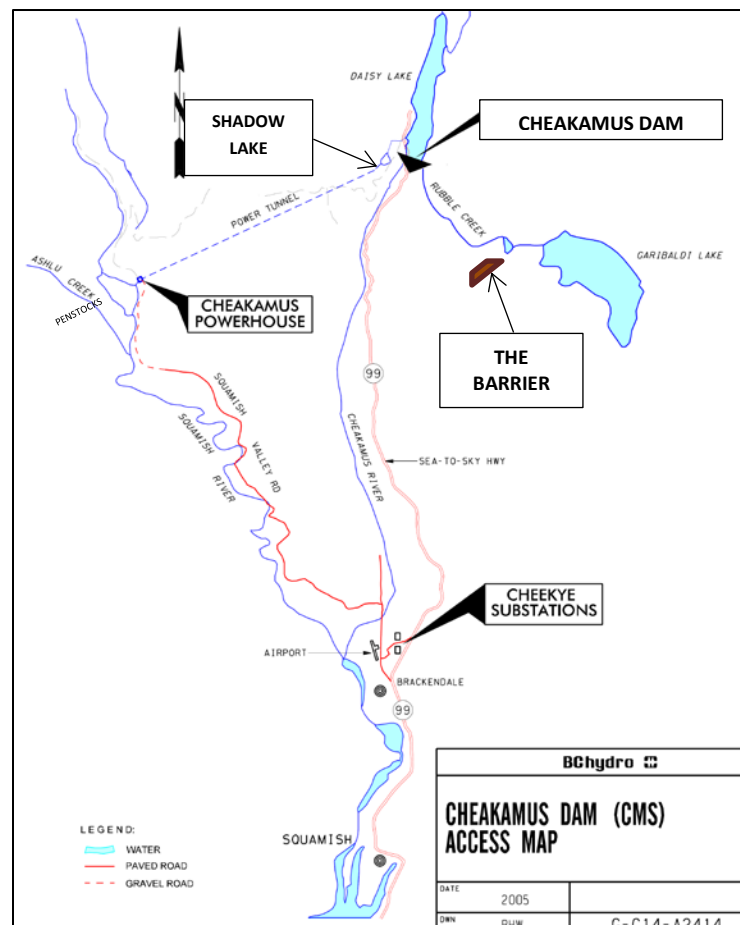 DAISY LAKE
SHADOW
LAKE
CHEAKAMUS DAM
POWER TUNNEL
RUBBLE CREEK
GARIBALDI LAKE
ASHLU CREEK
PENSTOCKS
CHEAKAMUS
POWERHOUSE
THE
BARRIER
99
SQUAMISH
VALLEY RD
SQUAMISH
RIVER
CHEAKAMUS
RIVER
SEA-TO-SKY HWY
CHEEKYE
SUBSTATIONS
AIRPORT
BRACKENDALE
99
SQUAMISH
LEGEND:
WATER
PAVED ROAD
GRAVEL ROAD
BChydro
CHEAKAMUS DAM (CMS)
ACCESS MAP
DATE
2005
DWN